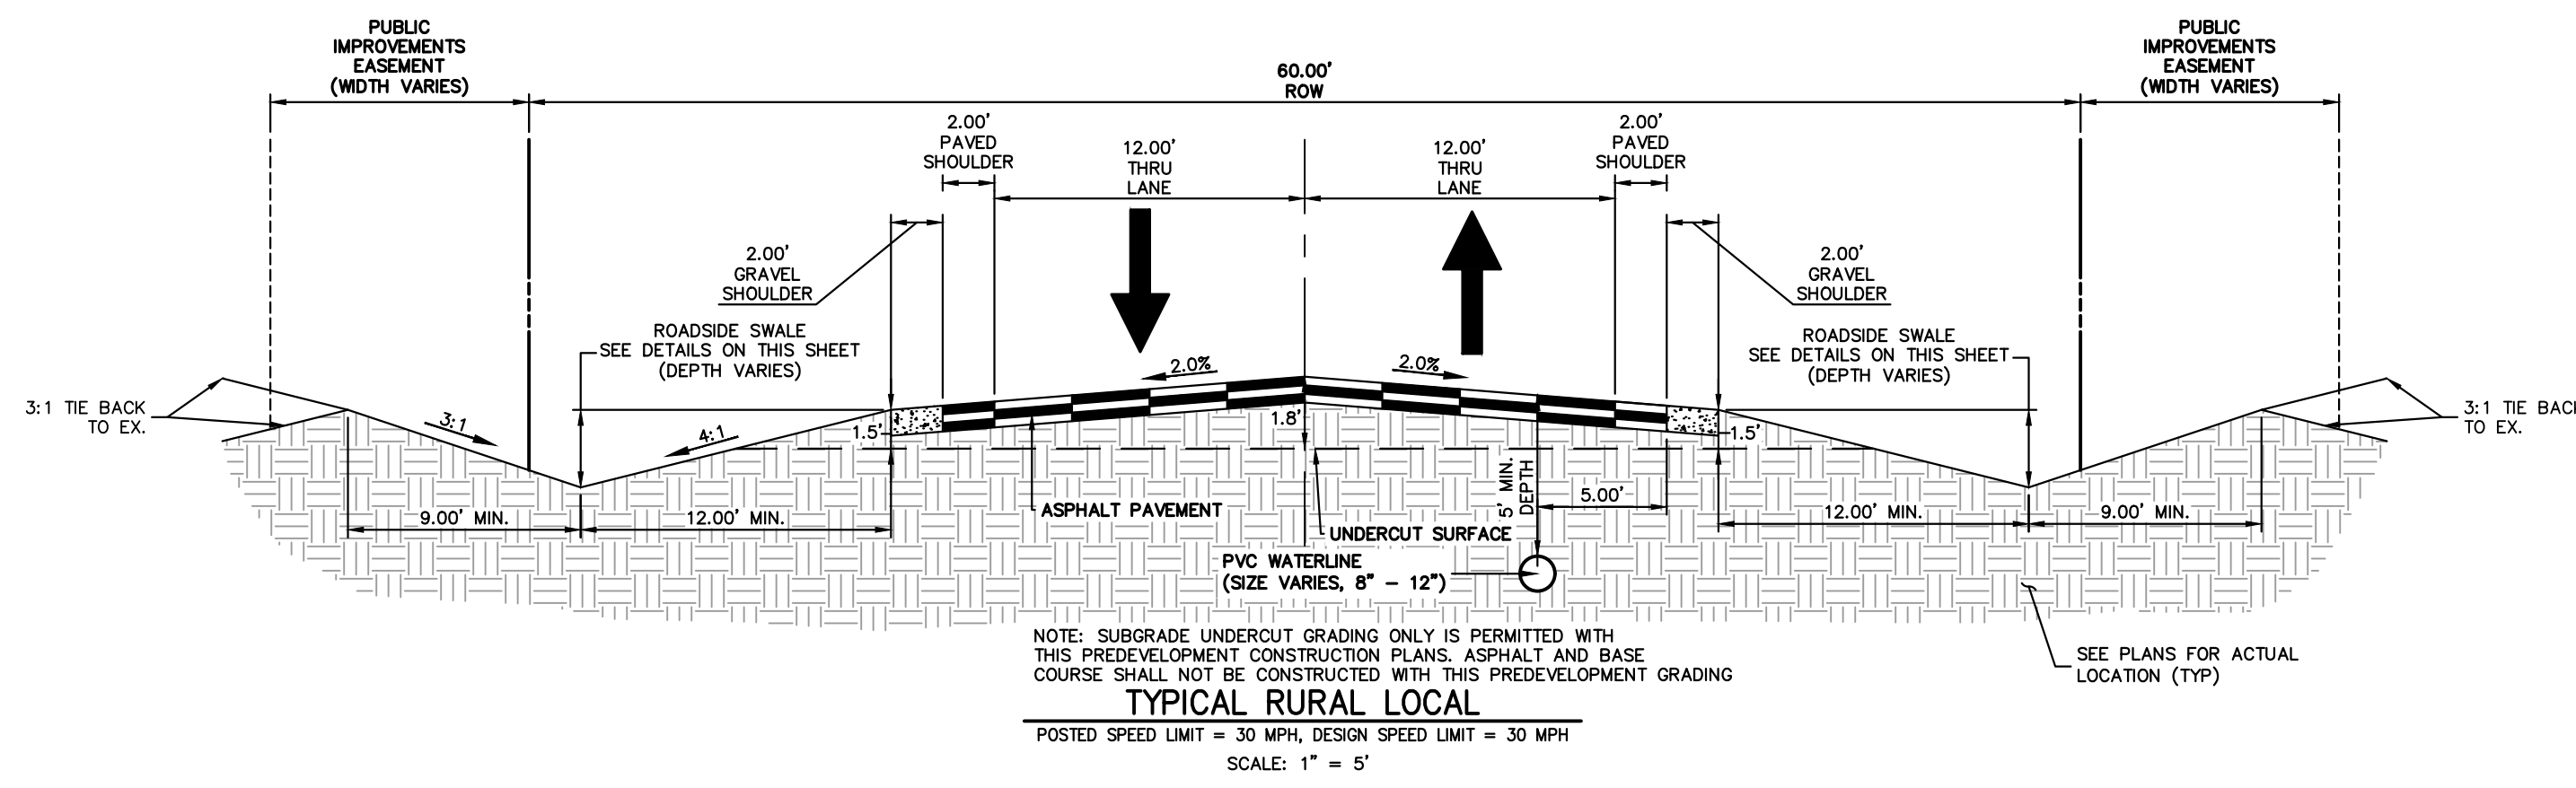 PUBLIC
IMPROVEMENTS
EASEMENT
(WIDTH VARIES)
60.00'
ROW
PUBLIC
IMPROVEMENTS
EASEMENT
(WIDTH VARIES)
2.00'
PAVED
SHOULDER
12.00'
THRU
LANE
12.00'
THRU
LANE
2.00'
PAVED
SHOULDER
2.00'
GRAVEL
SHOULDER
2.00'
GRAVEL
SHOULDER
ROADSIDE SWALE
SEE DETAILS ON THIS SHEET
(DEPTH VARIES)
2.0%
2.0%
ROADSIDE SWALE
SEE DETAILS ON THIS SHEET
(DEPTH VARIES)
3:1 TIE BACK
TO EX.
3:1
4:1
1.5'
1.8'
1.5'
3:1 TIE BACK
TO EX.
9.00' MIN.
12.00' MIN.
ASPHALT PAVEMENT
UNDERCUT SURFACE
5' MIN.
DEPTH
5.00'
12.00' MIN.
9.00' MIN.
PVC WATERLINE
(SIZE VARIES, 8" - 12")
NOTE: SUBGRADE UNDERCUT GRADING ONLY IS PERMITTED WITH
THIS PREDEVELOPMENT CONSTRUCTION PLANS. ASPHALT AND BASE
COURSE SHALL NOT BE CONSTRUCTED WITH THIS PREDEVELOPMENT GRADING
SEE PLANS FOR ACTUAL
LOCATION (TYP)
TYPICAL RURAL LOCAL
POSTED SPEED LIMIT = 30 MPH, DESIGN SPEED LIMIT = 30 MPH
SCALE: 1" = 5'